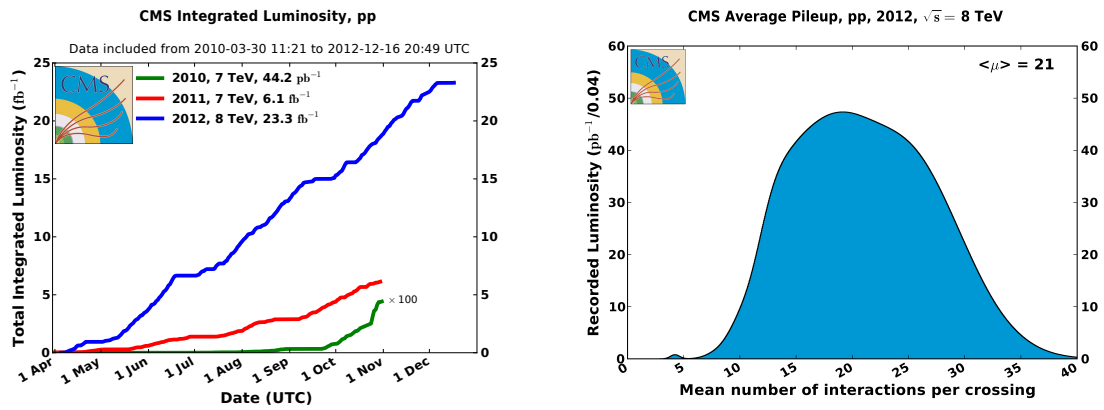 CMS Integrated Luminosity, pp
Data included from 2010-03-30 11:21 to 2012-12-16 20:49 UTC
CMS
2010, 7 TeV, 44.2 pb⁻¹
2011, 7 TeV, 6.1 fb⁻¹
2012, 8 TeV, 23.3 fb⁻¹
Total Integrated Luminosity (fb⁻¹)
25
20
15
10
5
0
25
20
15
10
5
0
× 100
1 Apr
1 May
1 Jun
1 Jul
1 Aug
1 Sep
1 Oct
1 Nov
1 Dec
Date (UTC)
CMS Average Pileup, pp, 2012, √s = 8 TeV
CMS
<μ> = 21
Recorded Luminosity (pb⁻¹/0.04)
60
50
40
30
20
10
0
60
50
40
30
20
10
0
0
5
10
15
20
25
30
35
40
Mean number of interactions per crossing